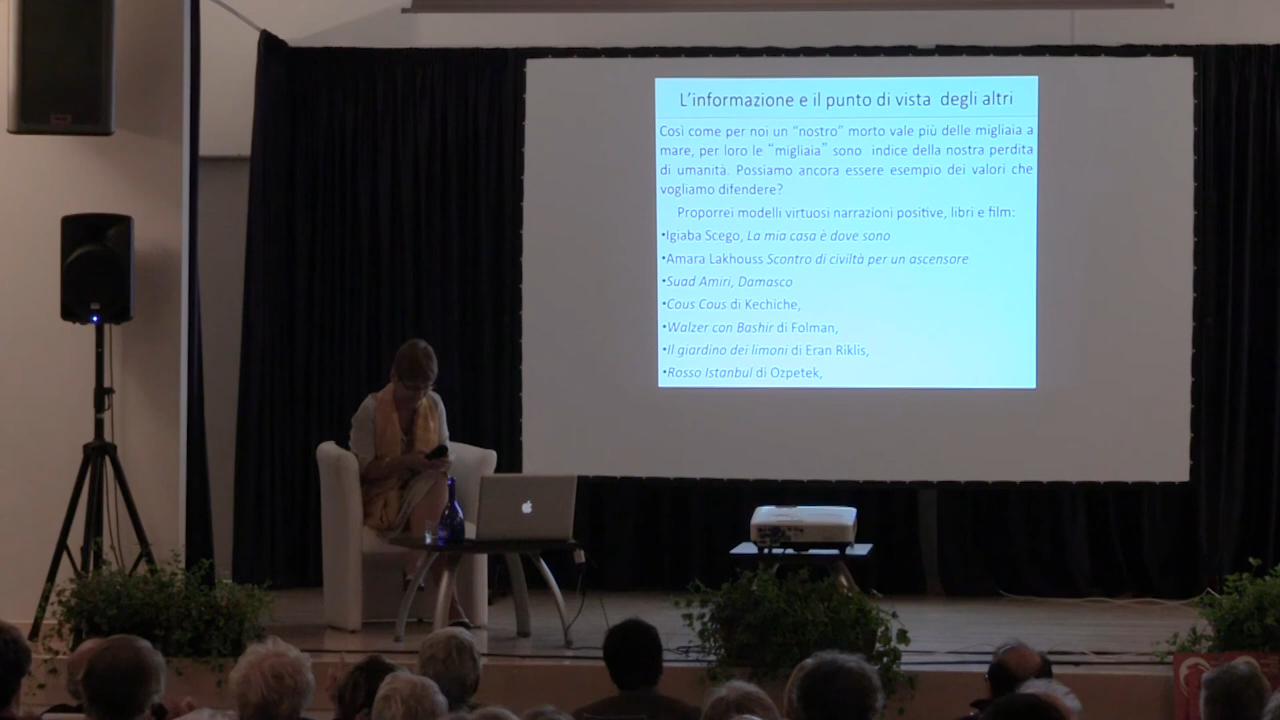 L'informazione e il punto di vista degli altri
Così come per noi un "nostro" morto vale più delle migliaia a
mare, per loro le "migliaia" sono indice della nostra perdita
di umanità. Possiamo ancora essere esempio dei valori che
vogliamo difendere?
Proporrei modelli virtuosi narrazioni positive, libri e film:
•Igiaba Scego, La mia casa è dove sono
•Amara Lakhouss Scontro di civiltà per un ascensore
•Suad Amiri, Damasco
•Cous Cous di Kechiche,
•Walzer con Bashir di Folman,
•Il giardino dei limoni di Eran Riklis,
•Rosso Istanbul di Ozpetek,